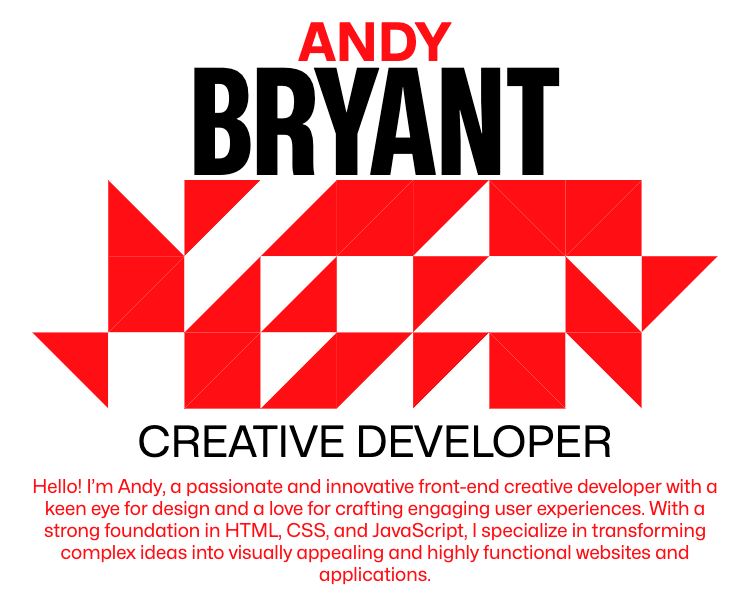 ANDY
BRYANT
CREATIVE DEVELOPER
Hello! I’m Andy, a passionate and innovative front-end creative developer with a
keen eye for design and a love for crafting engaging user experiences. With a
strong foundation in HTML, CSS, and JavaScript, I specialize in transforming
complex ideas into visually appealing and highly functional websites and
applications.